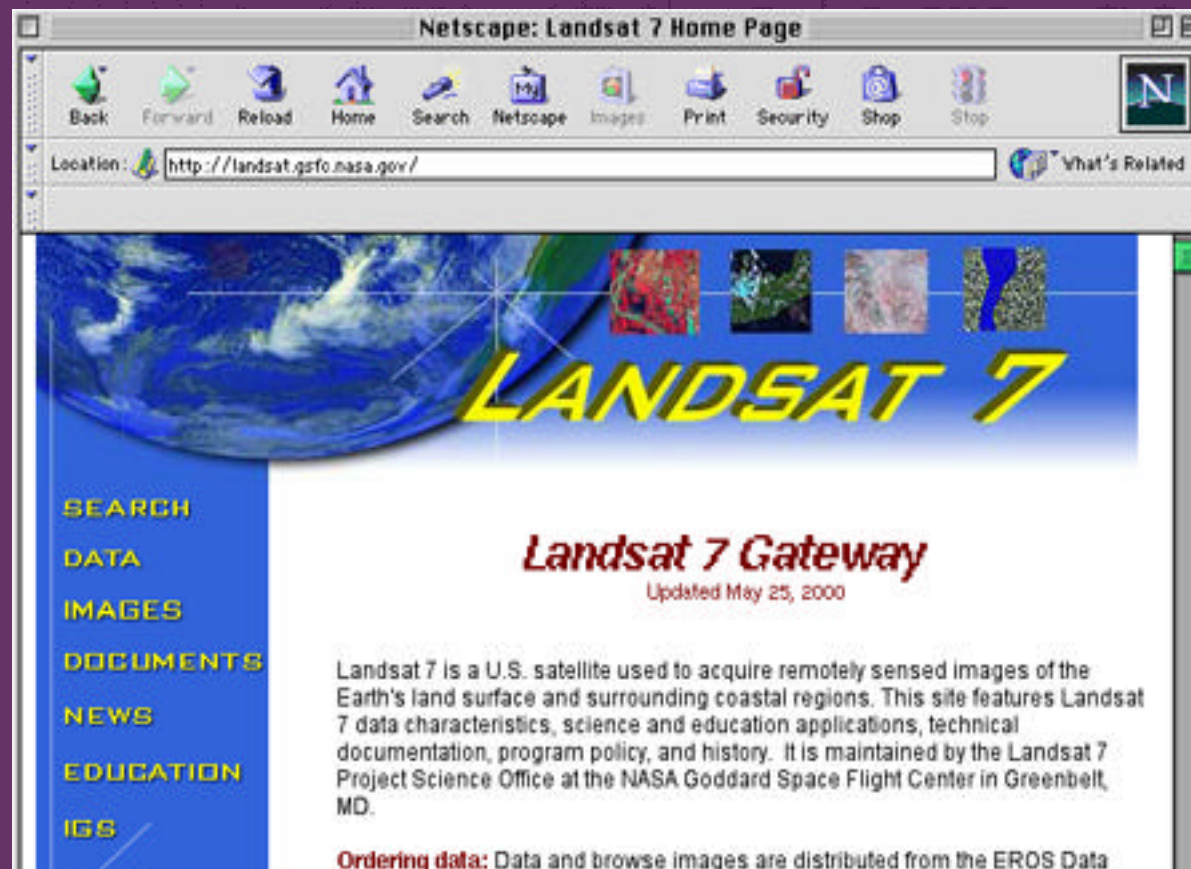 Netscape: Landsat 7 Home Page
Back Forward Reload Home Search Netscape Images Print Security Shop Stop
My
N
Location: http://landsat.gsfc.nasa.gov/ What's Related
LANDSAT 7
SEARCH
DATA
IMAGES
DOCUMENTS
NEWS
EDUCATION
IGS
Landsat 7 Gateway
Updated May 25, 2000
Landsat 7 is a U.S. satellite used to acquire remotely sensed images of the
Earth's land surface and surrounding coastal regions. This site features Landsat
7 data characteristics, science and education applications, technical
documentation, program policy, and history. It is maintained by the Landsat 7
Project Science Office at the NASA Goddard Space Flight Center in Greenbelt,
MD.
Ordering data: Data and browse images are distributed from the EROS Data